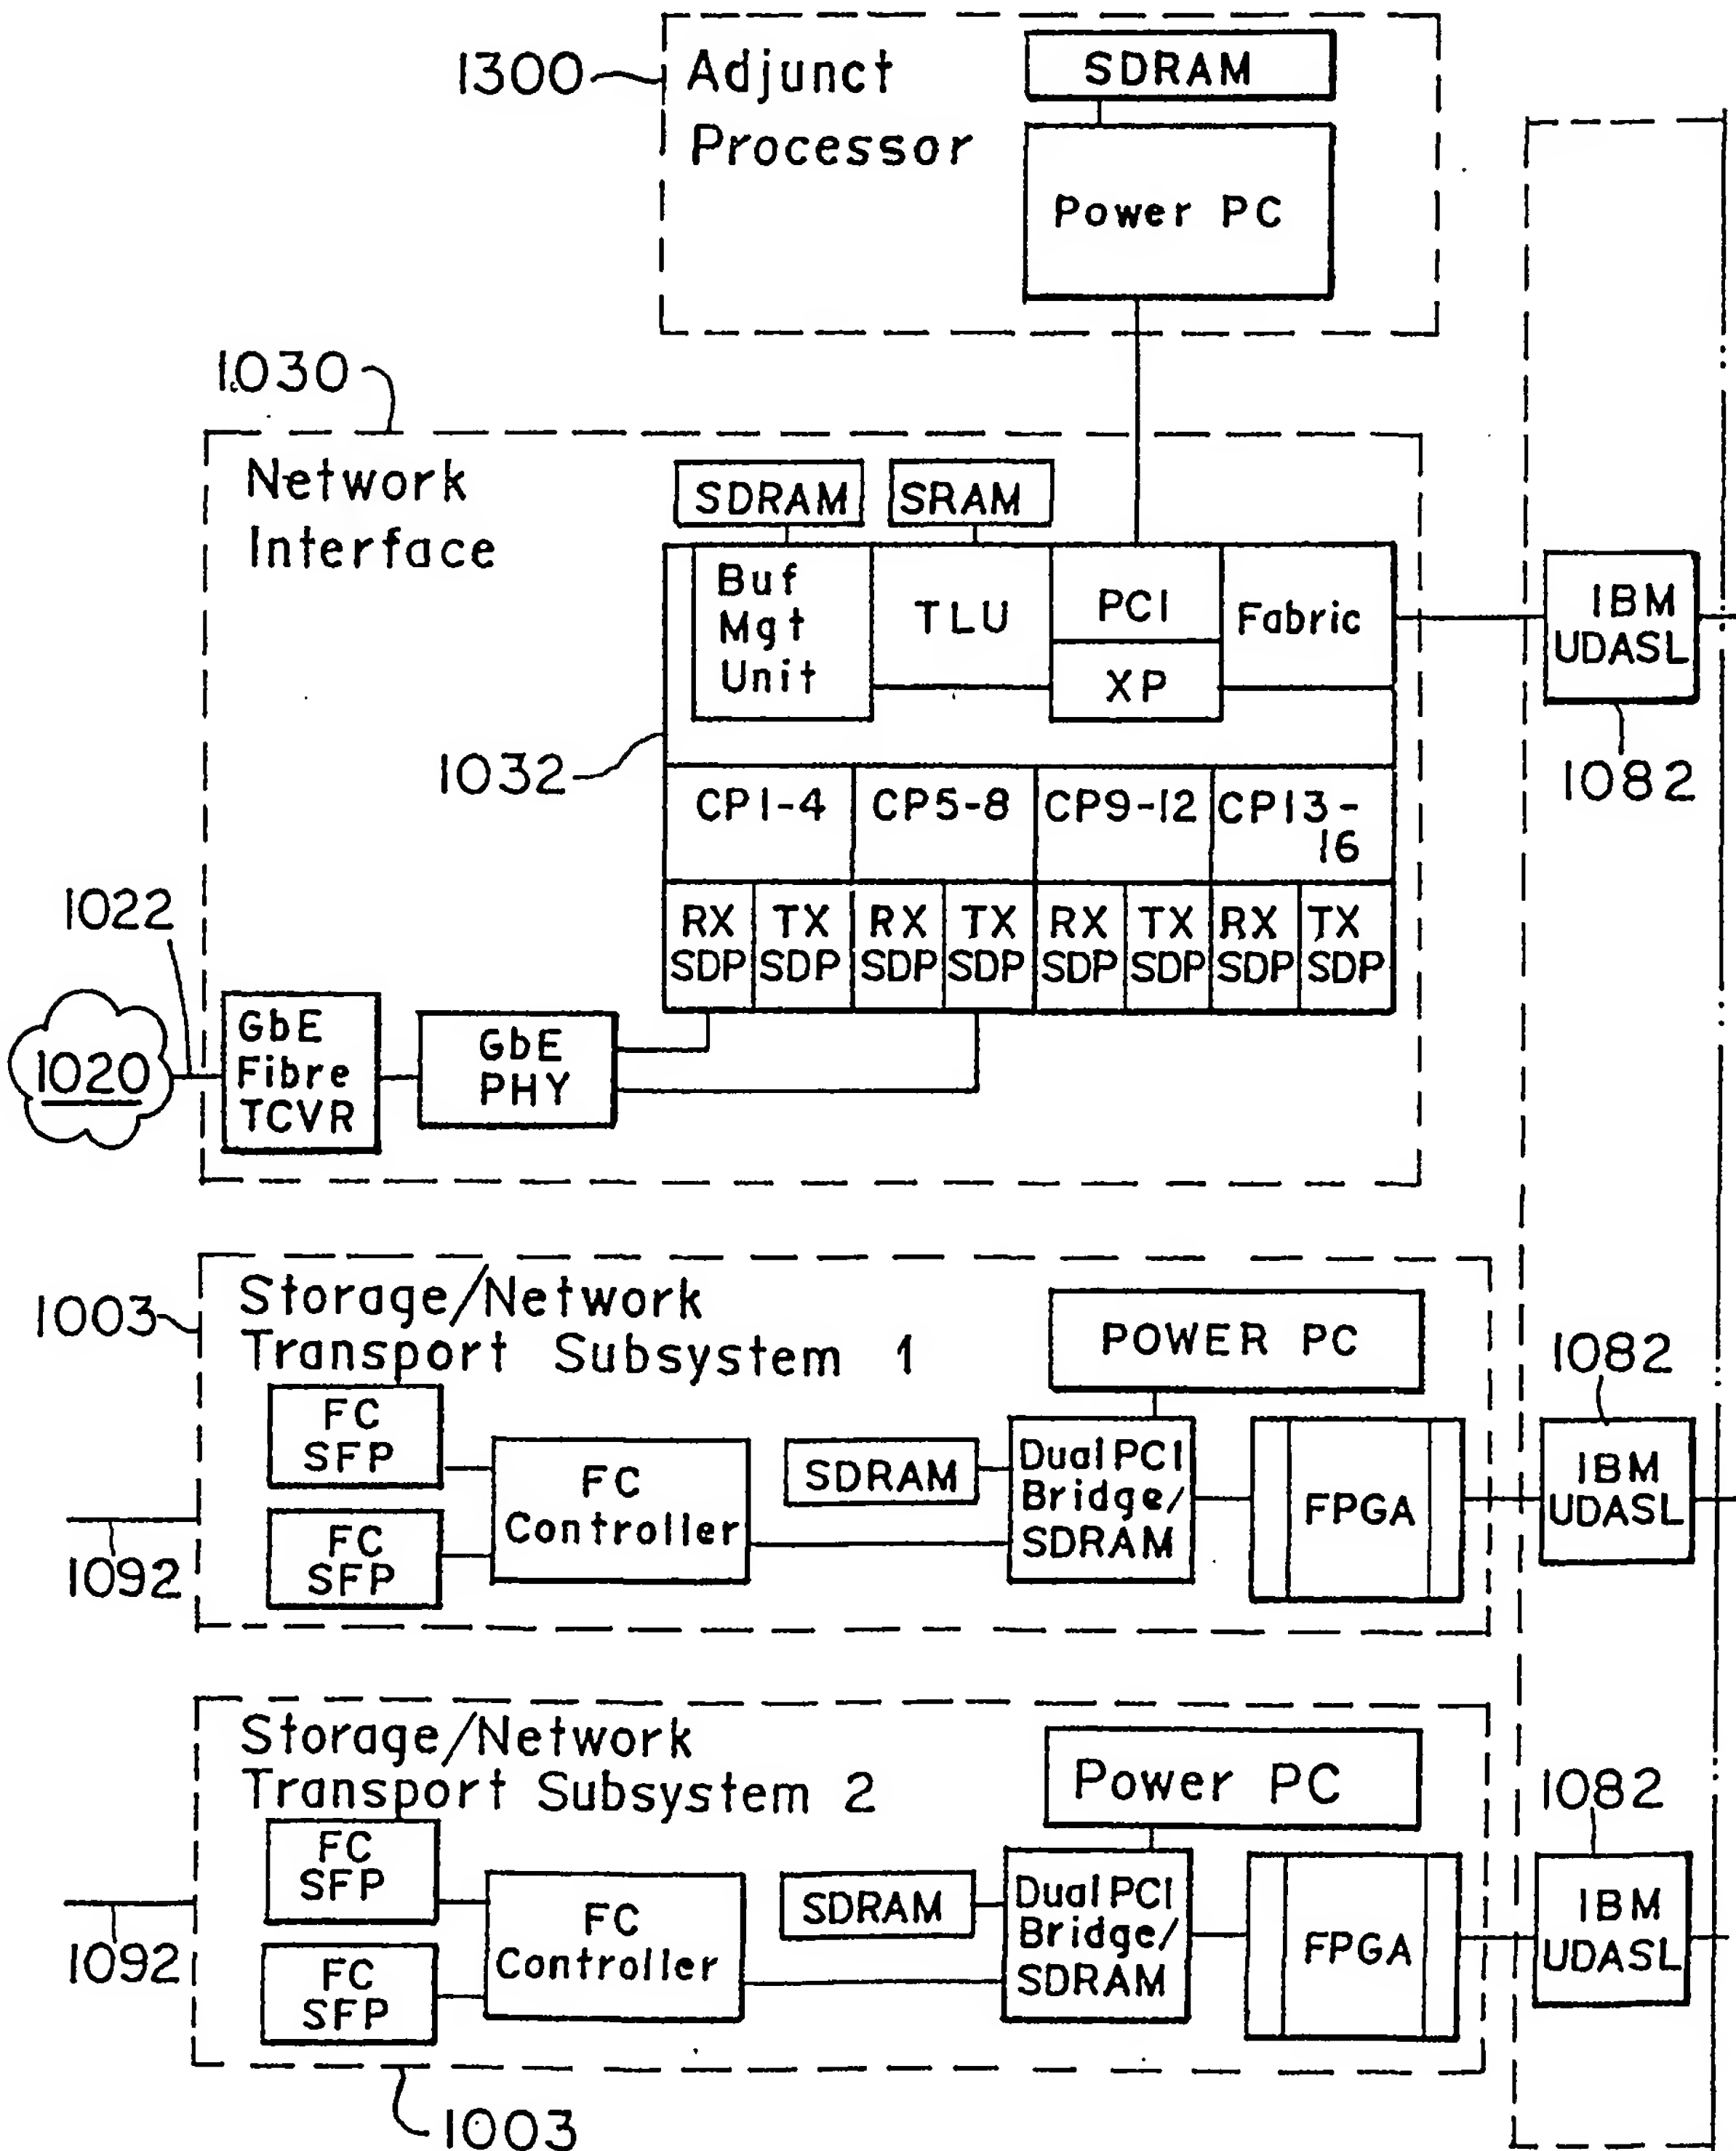 1300
Adjunct
Processor
SDRAM
Power PC
1030
Network
Interface
SDRAM
SRAM
Buf
Mgt
Unit
TLU
PCI
XP
Fabric
IBM
UDASL
1082
1032
CP1-4
CP5-8
CP9-12
CP13-
16
RX
SDP
TX
SDP
RX
SDP
TX
SDP
RX
SDP
TX
SDP
RX
SDP
TX
SDP
1022
1020
GbE
Fibre
TCVR
GbE
PHY
1003
Storage/Network
Transport Subsystem 1
POWER PC
1082
FC
SFP
FC
SFP
FC
Controller
SDRAM
Dual PCI
Bridge/
SDRAM
FPGA
IBM
UDASL
1092
Storage/Network
Transport Subsystem 2
Power PC
1082
FC
SFP
FC
SFP
FC
Controller
SDRAM
Dual PCI
Bridge/
SDRAM
FPGA
IBM
UDASL
1092
1003